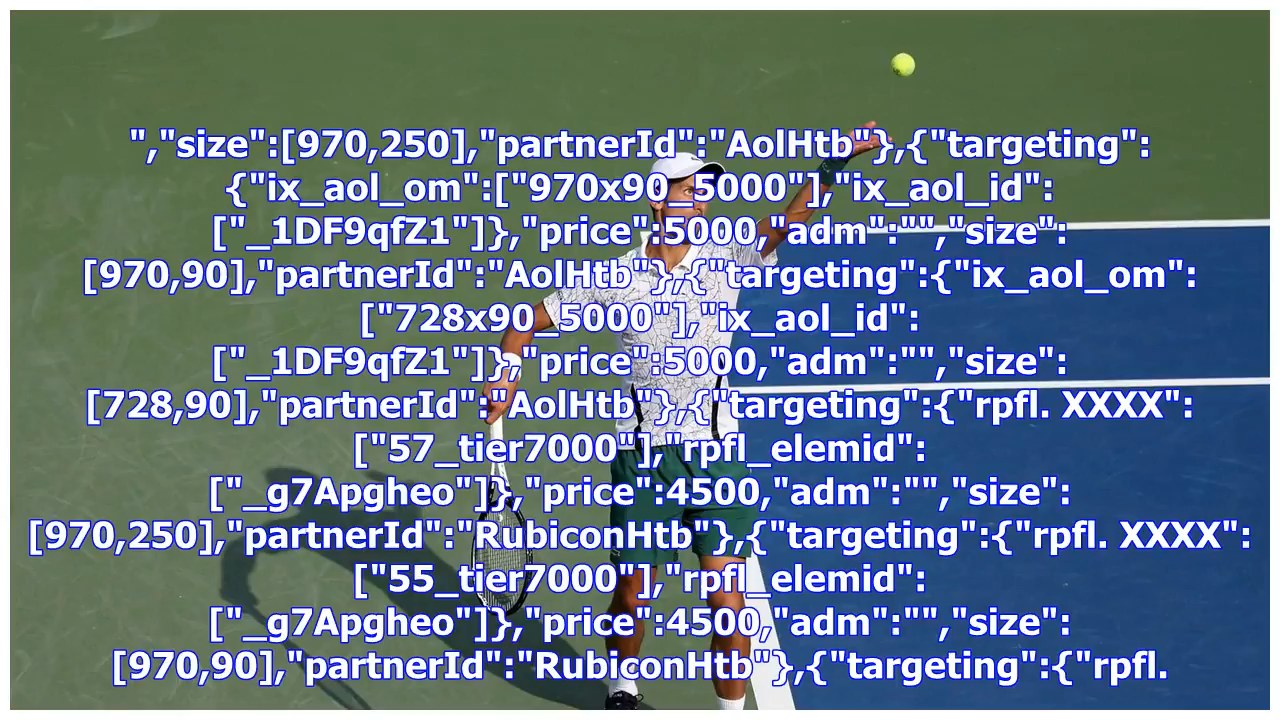 ","size":[970,250],"partnerId":"AolHtb"},{"targeting":
{"ix_aol_om":["970x90_5000"],"ix_aol_id":
["_1DF9qfZ1"]},"price":5000,"adm":"","size":
[970,90],"partnerId":"AolHtb"},{"targeting":{"ix_aol_om":
["728x90_5000"],"ix_aol_id":
["_1DF9qfZ1"]},"price":5000,"adm":"","size":
[728,90],"partnerId":"AolHtb"},{"targeting":{"rpfl. XXXX":
["57_tier7000"],"rpfl_elemid":
["_g7Apgheo"]},"price":4500,"adm":"","size":
[970,250],"partnerId":"RubiconHtb"},{"targeting":{"rpfl. XXXX":
["55_tier7000"],"rpfl_elemid":
["_g7Apgheo"]},"price":4500,"adm":"","size":
[970,90],"partnerId":"RubiconHtb"},{"targeting":{"rpfl.